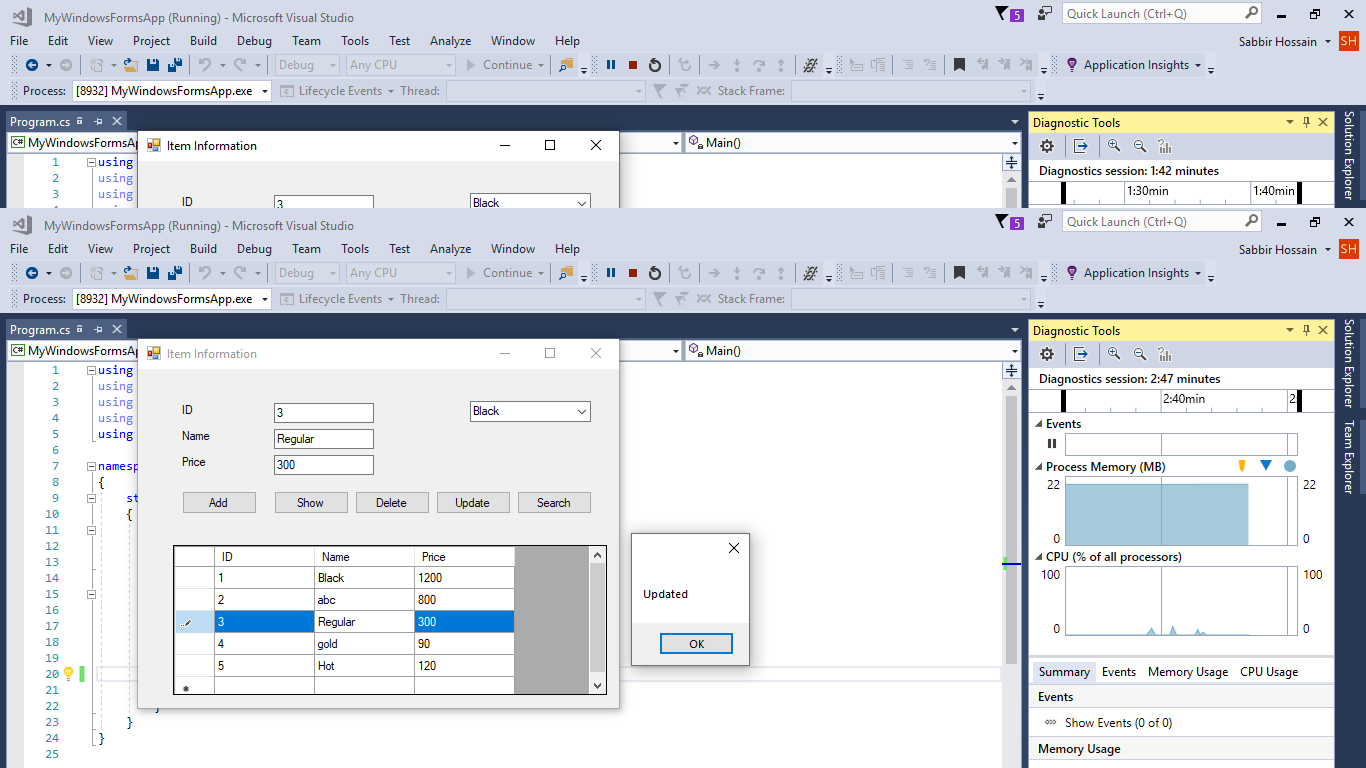 MyWindowsFormsApp (Running) - Microsoft Visual Studio
5
Quick Launch (Ctrl+Q)
File Edit View Project Build Debug Team Tools Test Analyze Window Help
Sabbir Hossain SH
Debug Any CPU Continue Application Insights
Process: [8932] MyWindowsFormsApp.exe Lifecycle Events Thread: Stack Frame:
Program.cs
Diagnostic Tools
Solution Explorer
C# MyWindowsFormsAp
Item Information
Main()
1 using
2 using
3 using
ID 3 Black
Diagnostics session: 1:42 minutes
1:30min 1:40min
MyWindowsFormsApp (Running) - Microsoft Visual Studio
5
Quick Launch (Ctrl+Q)
File Edit View Project Build Debug Team Tools Test Analyze Window Help
Sabbir Hossain SH
Debug Any CPU Continue Application Insights
Process: [8932] MyWindowsFormsApp.exe Lifecycle Events Thread: Stack Frame:
Program.cs
C# MyWindowsFormsAp
Item Information
Main()
1 using
2 using
3 using
4 using
5 using
6
7 namesp
8 {
9 st
10 {
11
12
13
14
15
16
17
18
19
20
21
22 }
23 }
24 }
25
ID 3 Black
Name Regular
Price 300
Add Show Delete Update Search
ID Name Price
1 Black 1200
2 abc 800
3 Regular 300
4 gold 90
5 Hot 120
Updated
OK
Diagnostic Tools
Diagnostics session: 2:47 minutes
2:40min 2:
Events
Process Memory (MB)
22 22
0 0
CPU (% of all processors)
100 100
0 0
Summary Events Memory Usage CPU Usage
Events
Show Events (0 of 0)
Memory Usage
Solution Explorer
Team Explorer